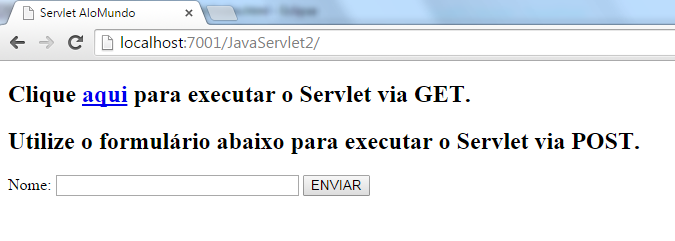 Servlet AloMundo
localhost:7001/JavaServlet2/
Clique aqui para executar o Servlet via GET.
Utilize o formulário abaixo para executar o Servlet via POST.
Nome: ENVIAR